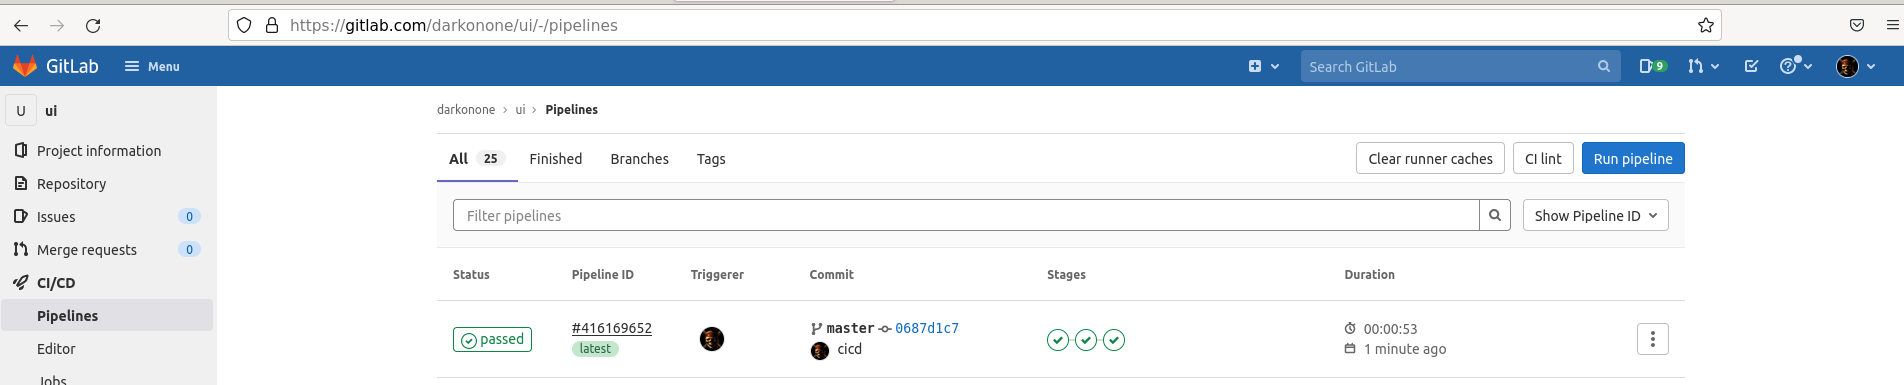 https://gitlab.com/darkonone/ui/-/pipelines
GitLab Menu Search GitLab 9
U ui
Project information
Repository
Issues 0
Merge requests 0
CI/CD
Pipelines
Editor
Jobs
darkonone › ui › Pipelines
All 25 Finished Branches Tags Clear runner caches CI lint Run pipeline
Filter pipelines Show Pipeline ID
Status Pipeline ID Triggerer Commit Stages Duration
passed #416169652 master 0687d1c7 00:00:53
latest cicd 1 minute ago